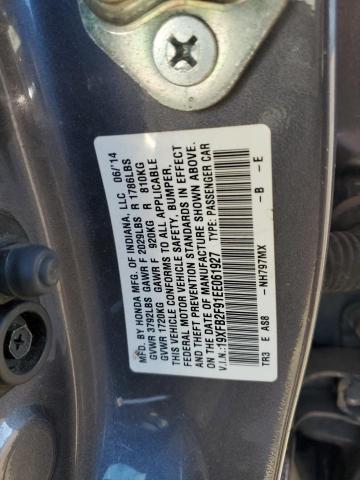 MFD. BY HONDA MFG. OF INDIANA, LLC 06/'14
GVWR 3792LBS GAWR F 2029LBS R 1786LBS
GVWR 1720KG GAWR F 920KG R 810KG
THIS VEHICLE CONFORMS TO ALL APPLICABLE
FEDERAL MOTOR VEHICLE SAFETY, BUMPER,
AND THEFT PREVENTION STANDARDS IN EFFECT
ON THE DATE OF MANUFACTURE SHOWN ABOVE.
V.I.N.: 19XFB2F91EE061927 TYPE: PASSENGER CAR
TR3 E AS8 -NH797MX -B -E